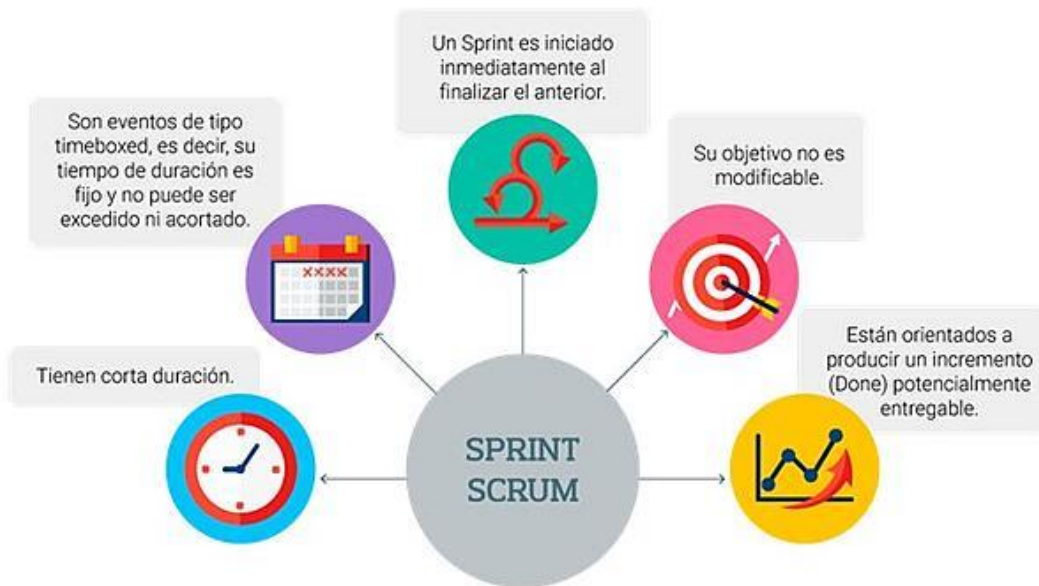 Un Sprint es iniciado
inmediatamente al
finalizar el anterior.
Son eventos de tipo
timeboxed, es decir, su
tiempo de duración es
fijo y no puede ser
excedido ni acortado.
Su objetivo no es
modificable.
Tienen corta duración.
Están orientados a
producir un incremento
(Done) potencialmente
entregable.
SPRINT
SCRUM